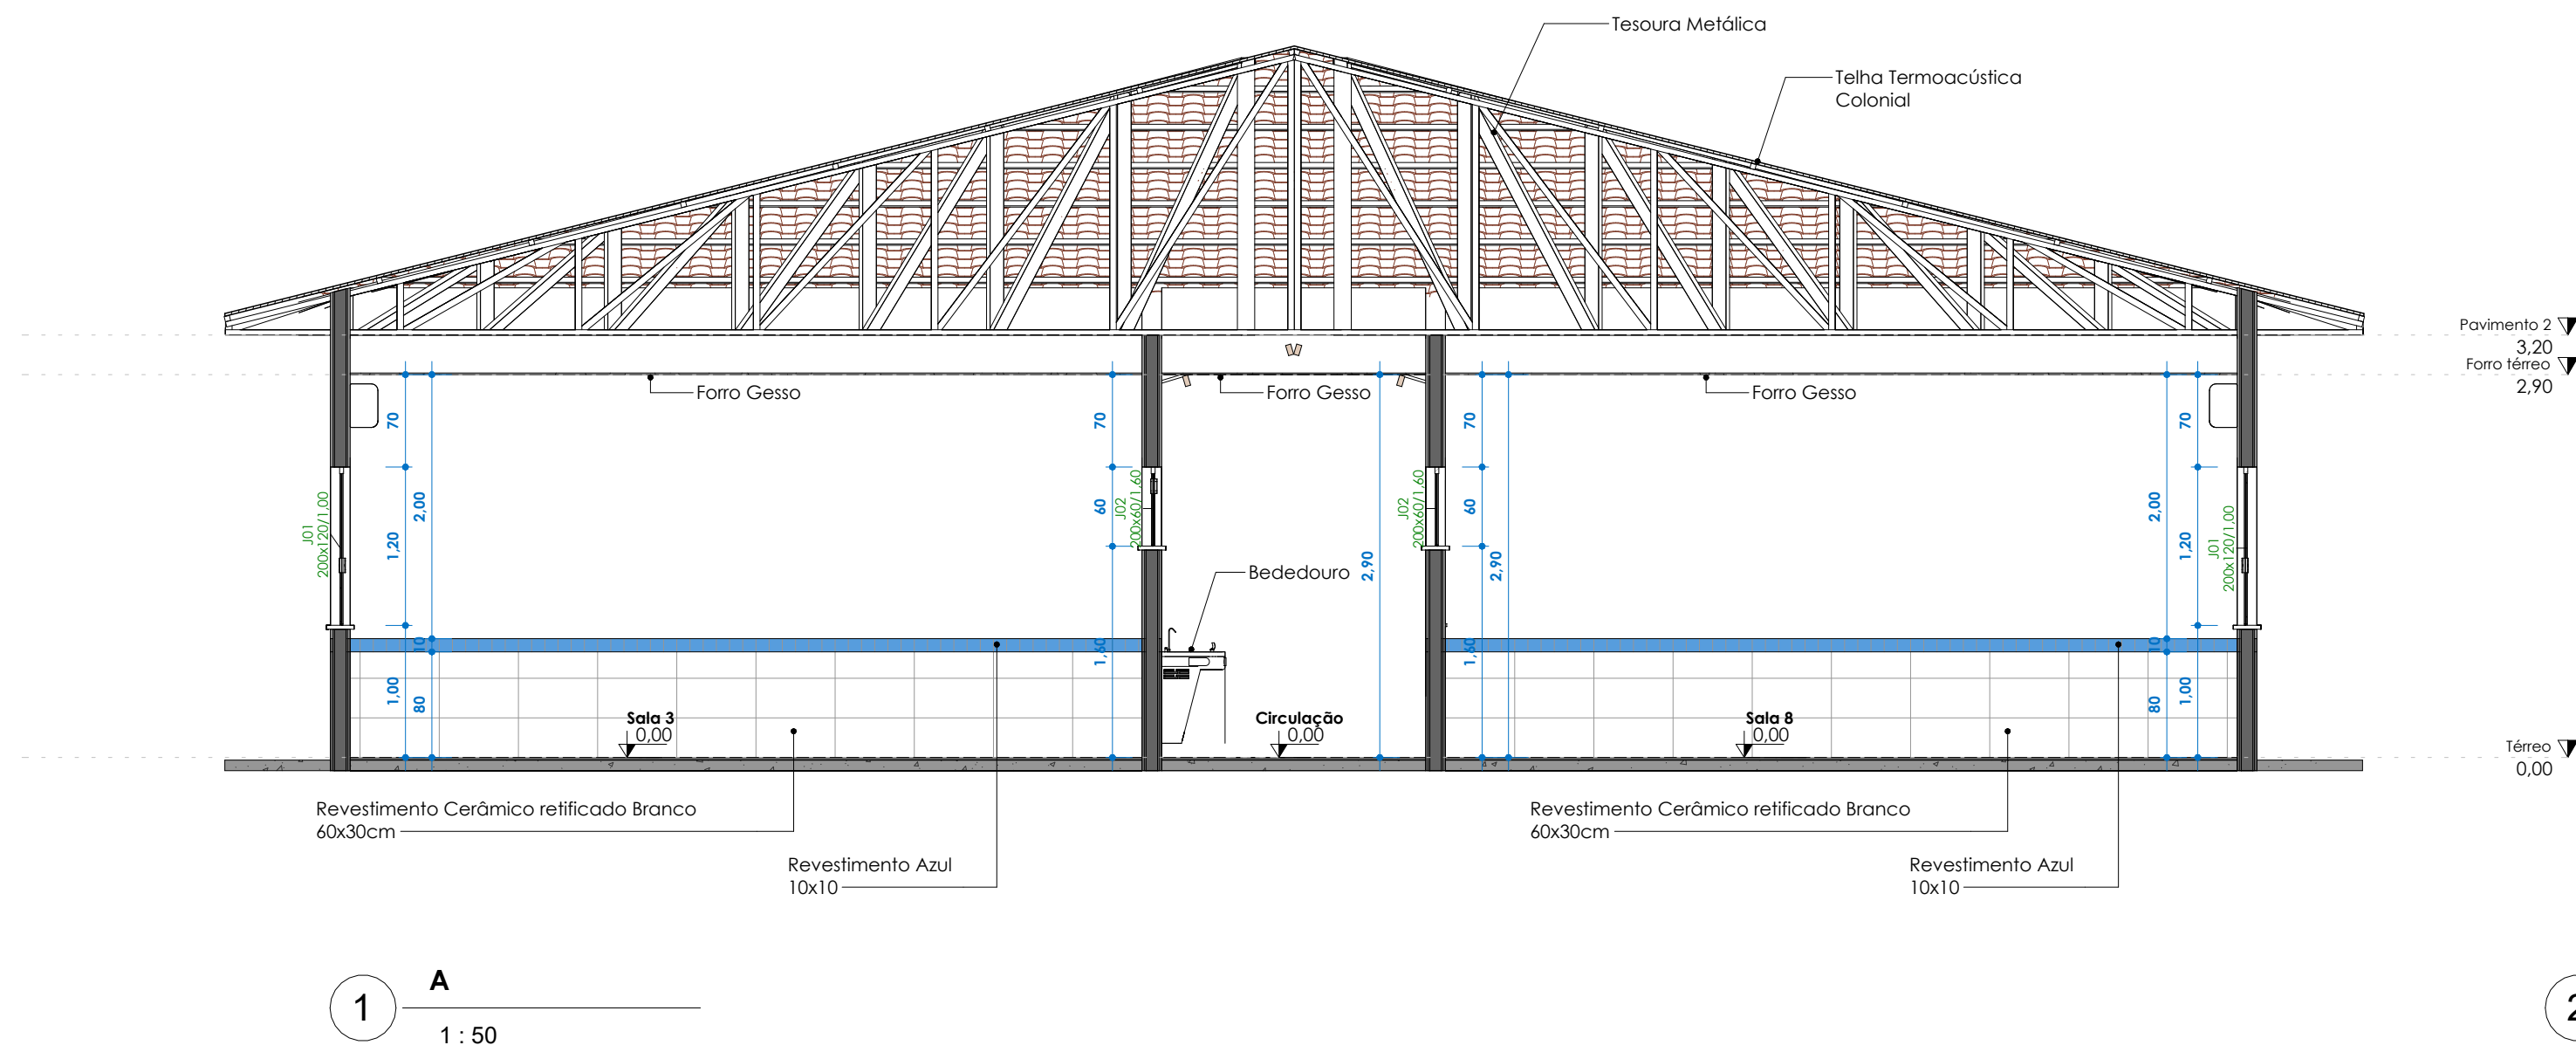 Tesoura Metálica
Telha Termoacústica
Colonial
Pavimento 2
3,20
Forro térreo
2,90
Forro Gesso
Forro Gesso
Forro Gesso
70
2,00
1,20
10
1,00
80
J01
200x120/1,00
70
60
1,60
J02
200x60/1,60
2,90
Bededouro
J02
200x60/1,60
70
60
1,60
2,90
70
2,00
1,20
10
1,00
80
J01
200x120/1,00
Sala 3
0,00
Circulação
0,00
Sala 8
0,00
Térreo
0,00
Revestimento Cerâmico retificado Branco
60x30cm
Revestimento Azul
10x10
Revestimento Cerâmico retificado Branco
60x30cm
Revestimento Azul
10x10
1
A
1 : 50
2